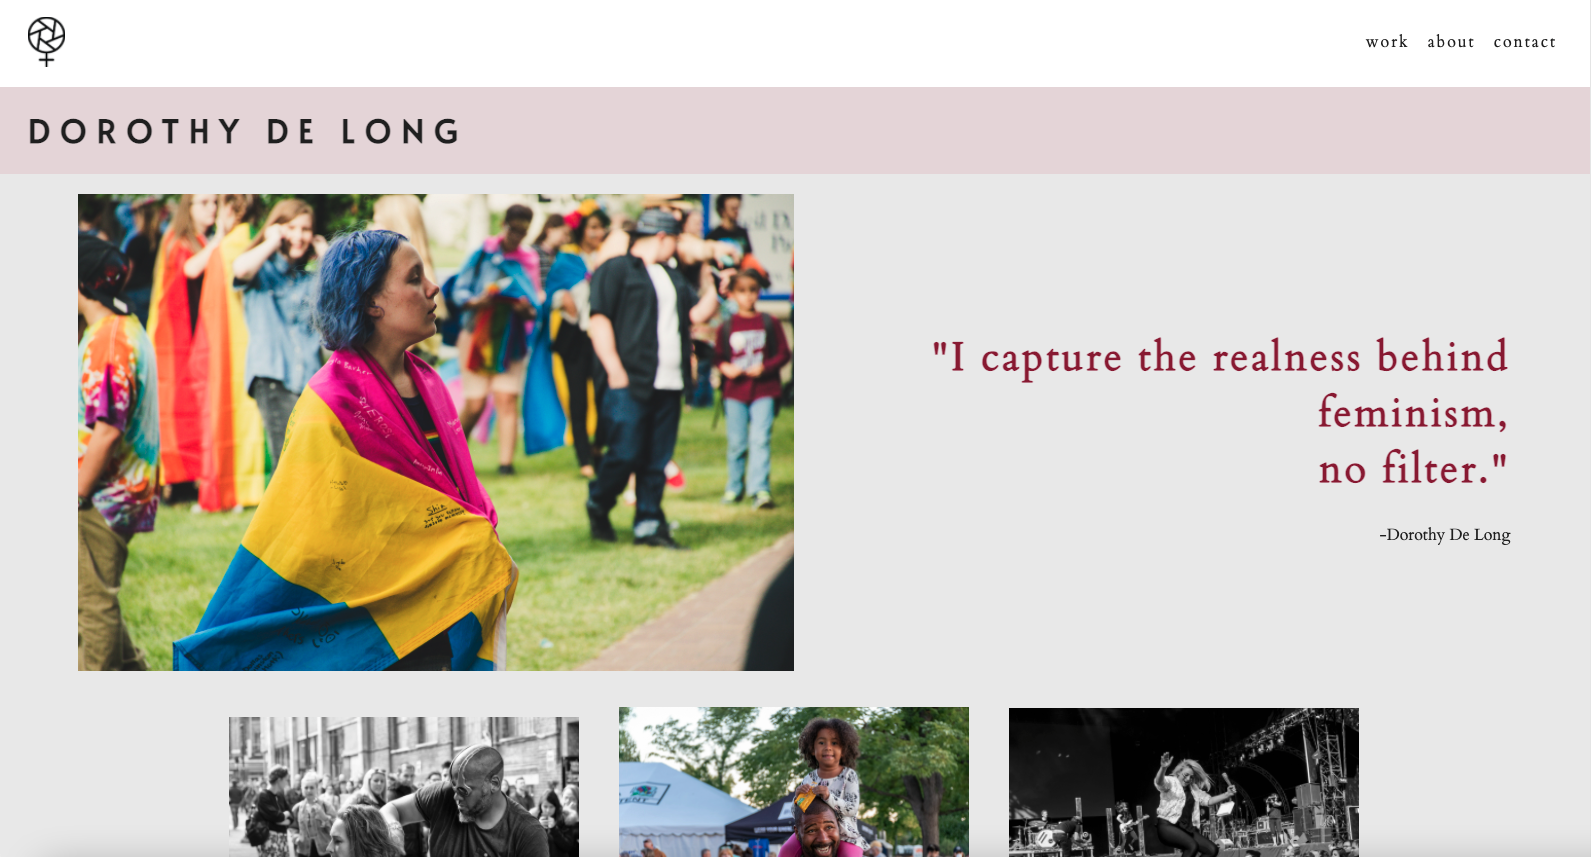 work about contact
DOROTHY DE LONG
"I capture the realness behind
feminism,
no filter."
-Dorothy De Long